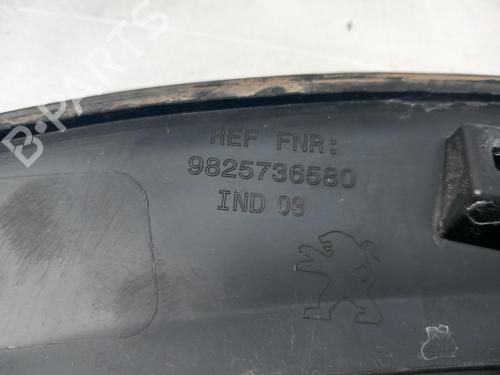 B-PARTS
REF FNR:
9825736580
IND 03